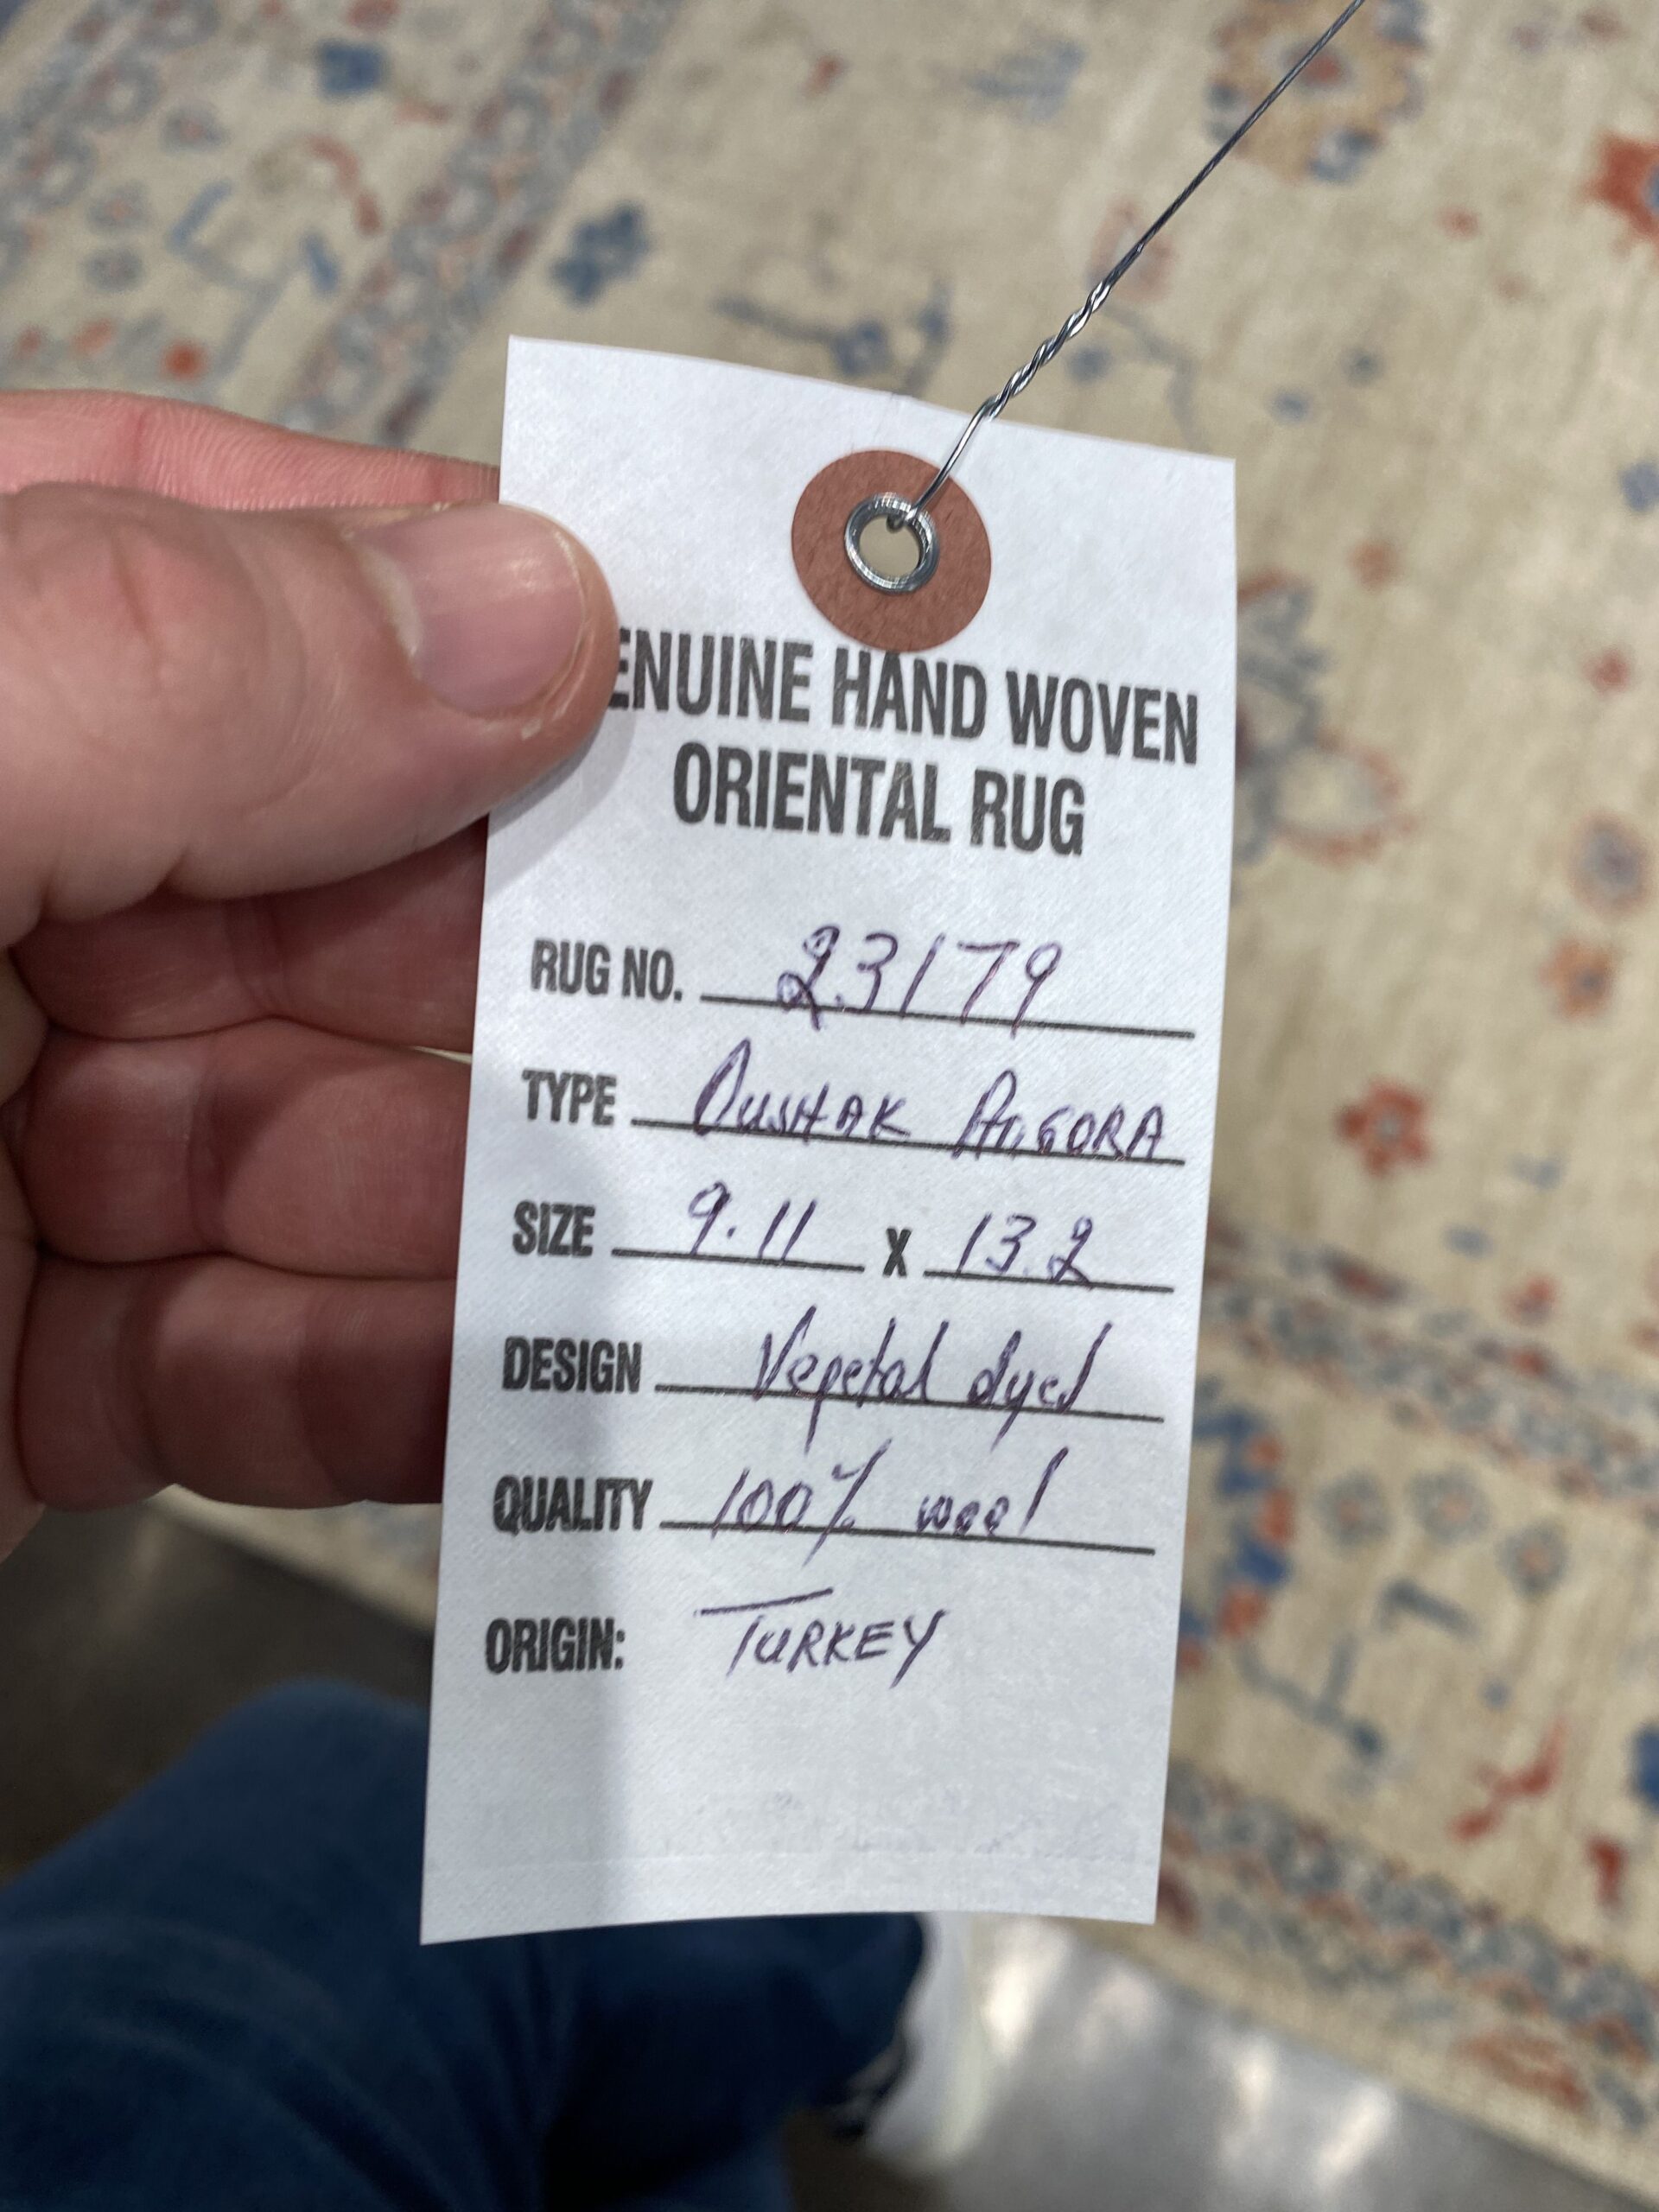 ENUINE HAND WOVEN
ORIENTAL RUG
RUG NO. 23179
TYPE OUSHAK ANGORA
SIZE 9.11 X 13.2
DESIGN Vegetal dyed
QUALITY 100% wool
ORIGIN: TURKEY